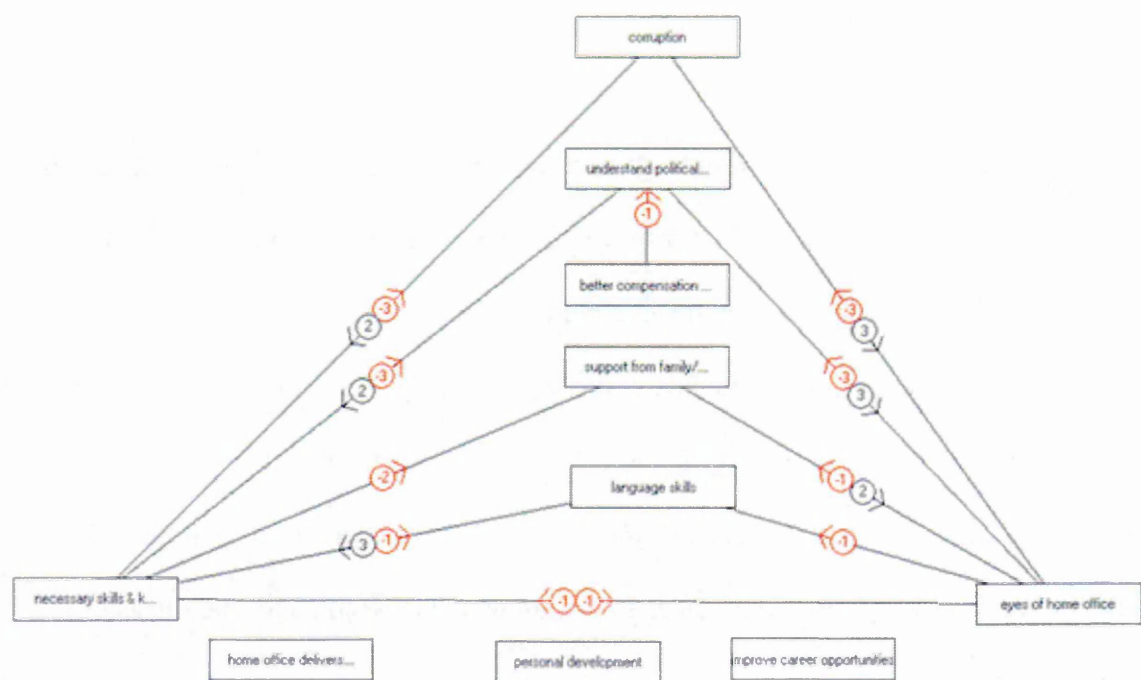 corruption
understand political...
-1
better compensation ...
2 -3
-3 3
support from family/...
2 -3
-3 3
-2
-1 2
language skills
3 -1
-1
necessary skills & k...
-1 -1
eyes of home office
home office delivers...
personal development
improve career opportunities